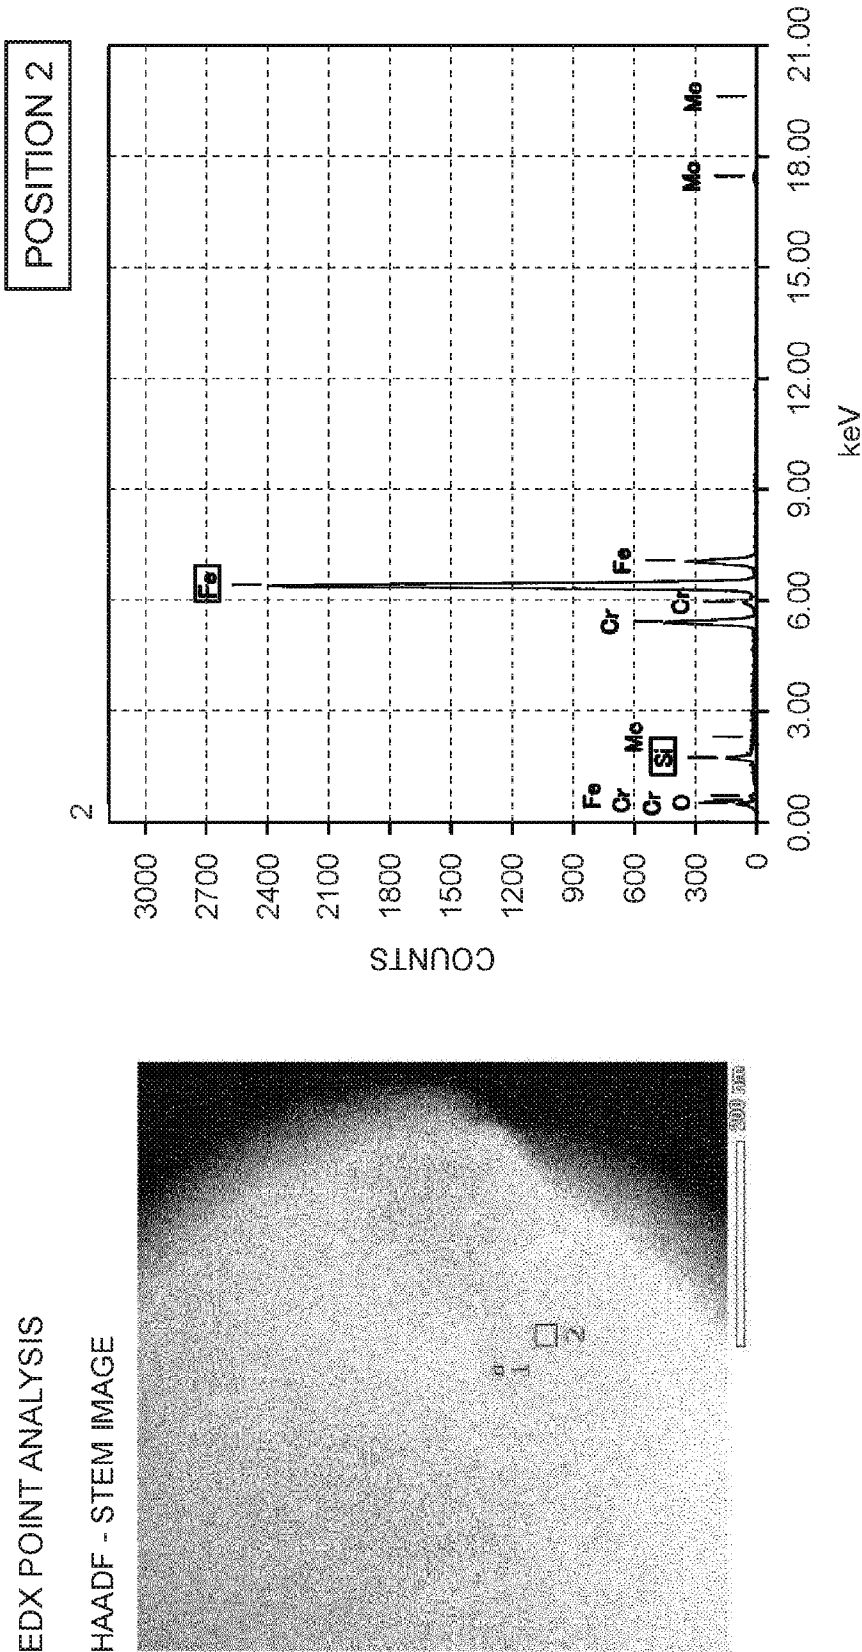 EDX POINT ANALYSIS
HAADF - STEM IMAGE
1
2
200 nm
POSITION 2
2
COUNTS
3000
2700
2400
2100
1800
1500
1200
900
600
300
0
Fe
Cr
Cr
O
Mo
Si
Cr
Cr
Fe
Fe
Mo
Mo
0.00
3.00
6.00
9.00
12.00
15.00
18.00
21.00
keV